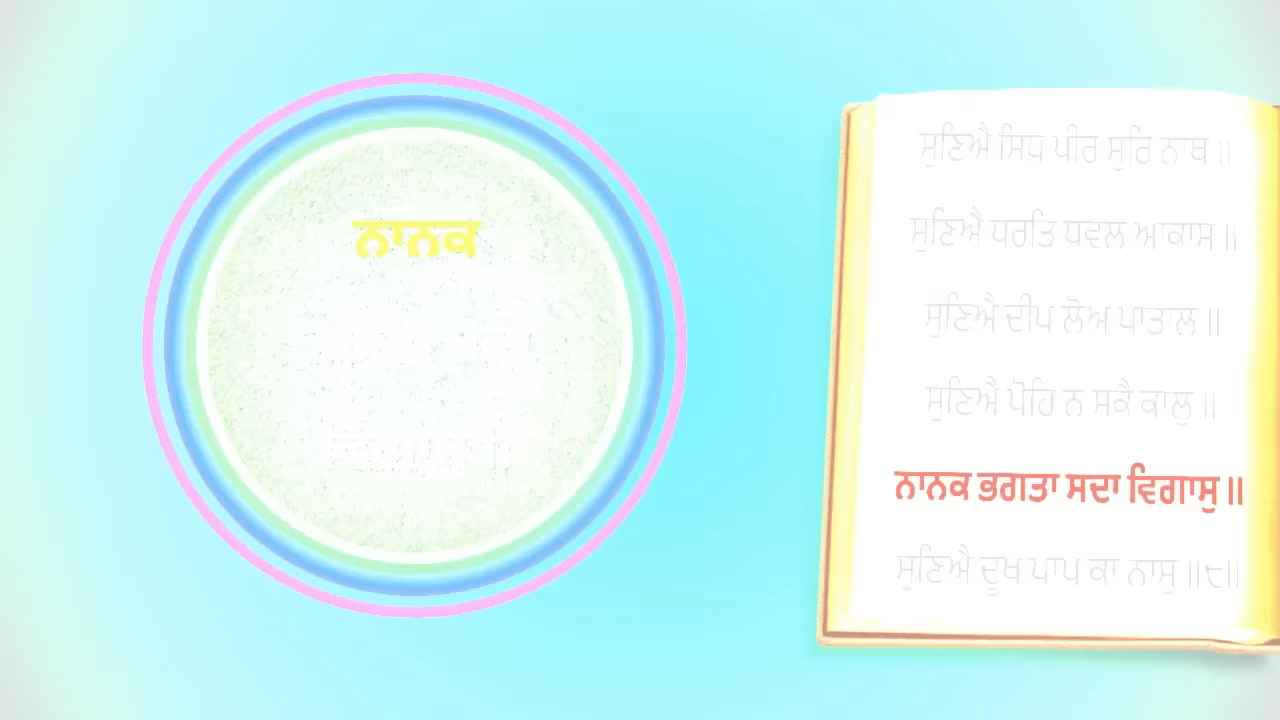 ਨਾਨਕ
ਸੁਣਿਐ ਸਿਧ ਪੀਰ ਸੁਰਿ ਨਾਥ ॥
ਸੁਣਿਐ ਧਰਤਿ ਧਵਲ ਆਕਾਸ ॥
ਸੁਣਿਐ ਦੀਪ ਲੋਅ ਪਾਤਾਲ ॥
ਸੁਣਿਐ ਪੋਹਿ ਨ ਸਕੈ ਕਾਲੁ ॥
ਨਾਨਕ ਭਗਤਾ ਸਦਾ ਵਿਗਾਸੁ ॥
ਸੁਣਿਐ ਦੂਖ ਪਾਪ ਕਾ ਨਾਸੁ ॥੮॥